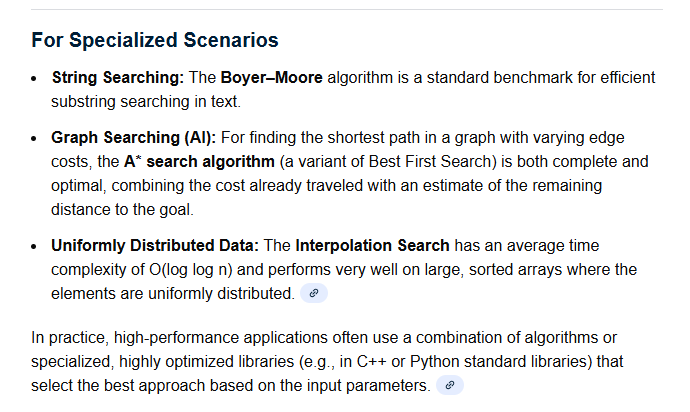 For Specialized Scenarios
• String Searching: The Boyer–Moore algorithm is a standard benchmark for efficient
substring searching in text.
• Graph Searching (AI): For finding the shortest path in a graph with varying edge
costs, the A* search algorithm (a variant of Best First Search) is both complete and
optimal, combining the cost already traveled with an estimate of the remaining
distance to the goal.
• Uniformly Distributed Data: The Interpolation Search has an average time
complexity of O(log log n) and performs very well on large, sorted arrays where the
elements are uniformly distributed.
In practice, high-performance applications often use a combination of algorithms or
specialized, highly optimized libraries (e.g., in C++ or Python standard libraries) that
select the best approach based on the input parameters.